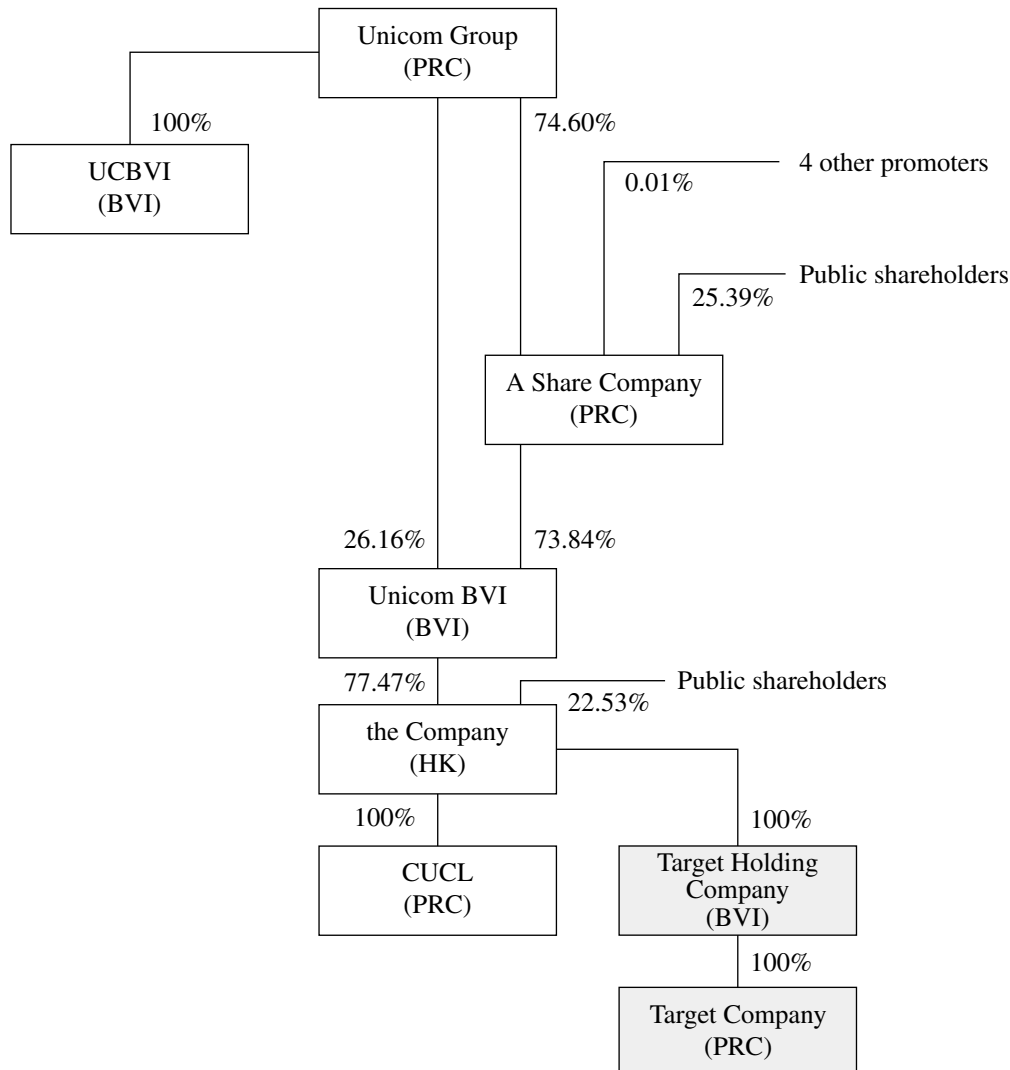 Unicom Group
(PRC)
100%
74.60%
UCBVI
(BVI)
4 other promoters
0.01%
Public shareholders
25.39%
A Share Company
(PRC)
26.16%
73.84%
Unicom BVI
(BVI)
77.47%
Public shareholders
22.53%
the Company
(HK)
100%
100%
CUCL
(PRC)
Target Holding
Company
(BVI)
100%
Target Company
(PRC)